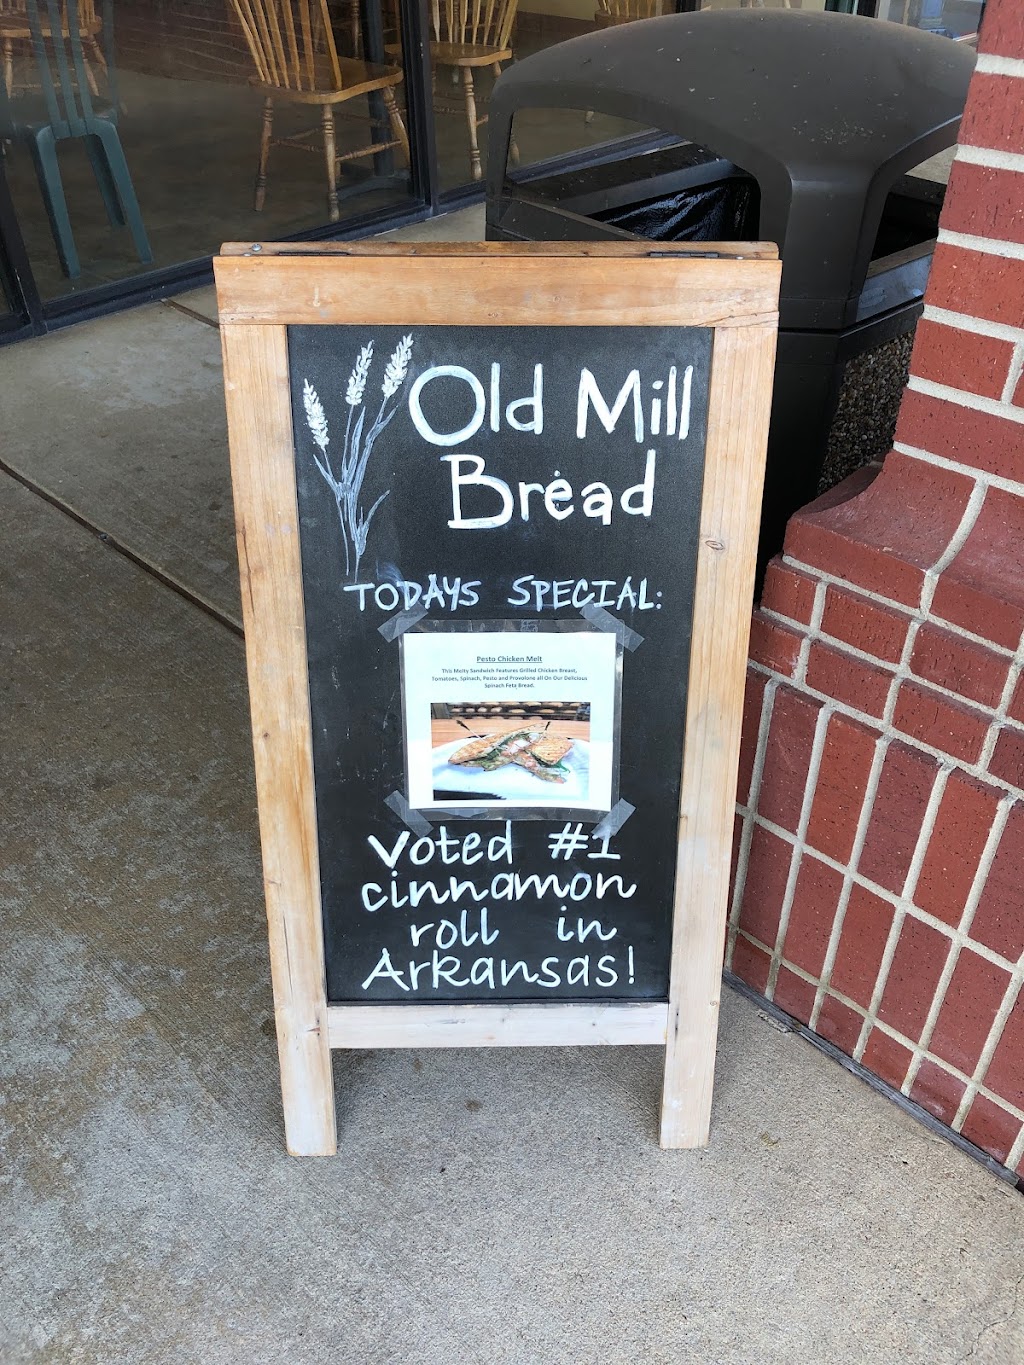 Old Mill
Bread
TODAYS SPECIAL:
Pesto Chicken Melt
This Melty Sandwich Features Grilled Chicken Breast,
Tomatoes, Spinach, Pesto and Provolone all On Our Delicious
Spinach Feta Bread.
Voted #1
cinnamon
roll in
Arkansas!